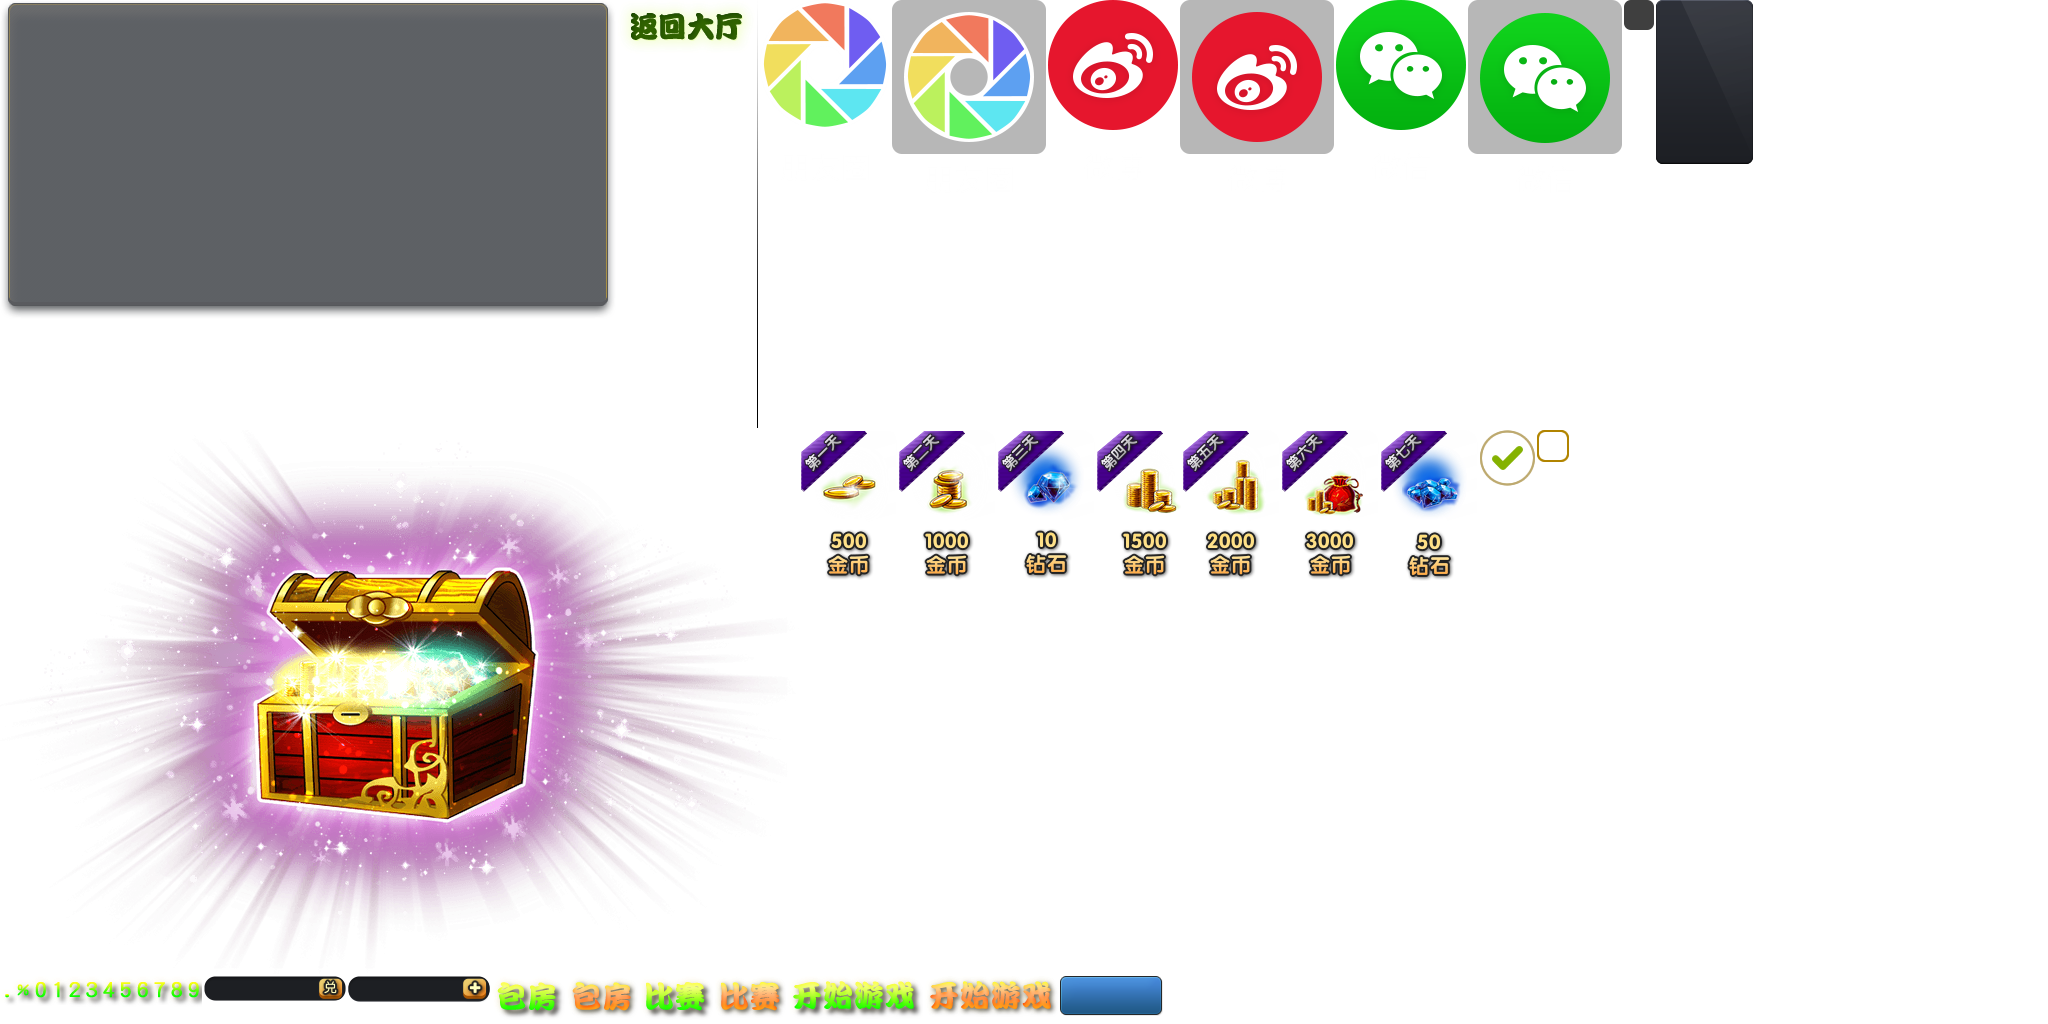 返回大厅
第一天
第二天
第三天
第四天
第五天
第六天
第七天
500
金币
1000
金币
10
钻石
1500
金币
2000
金币
3000
金币
50
钻石
.%0123456789
兑
包房
包房
比赛
比赛
开始游戏
开始游戏